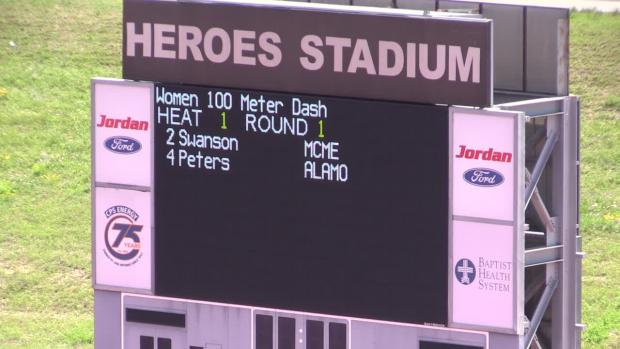 HEROES STADIUM
Women 100 Meter Dash
HEAT 1 ROUND 1
2 Swanson MCME
4 Peters ALAMO
Jordan
Ford
CPS ENERGY
75
YEARS
Jordan
Ford
BAPTIST
HEALTH
SYSTEM